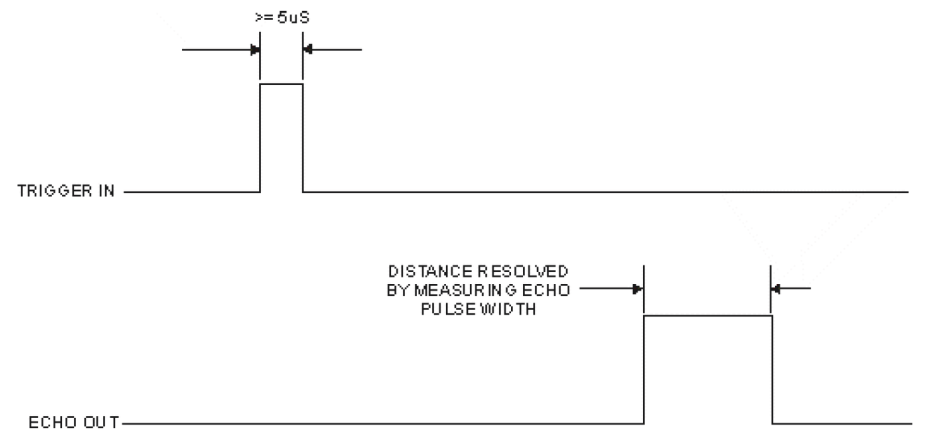 >= 5uS
TRIGGER IN
DISTANCE RESOLVED
BY MEASURING ECHO
PULSE WIDTH
ECHO OUT